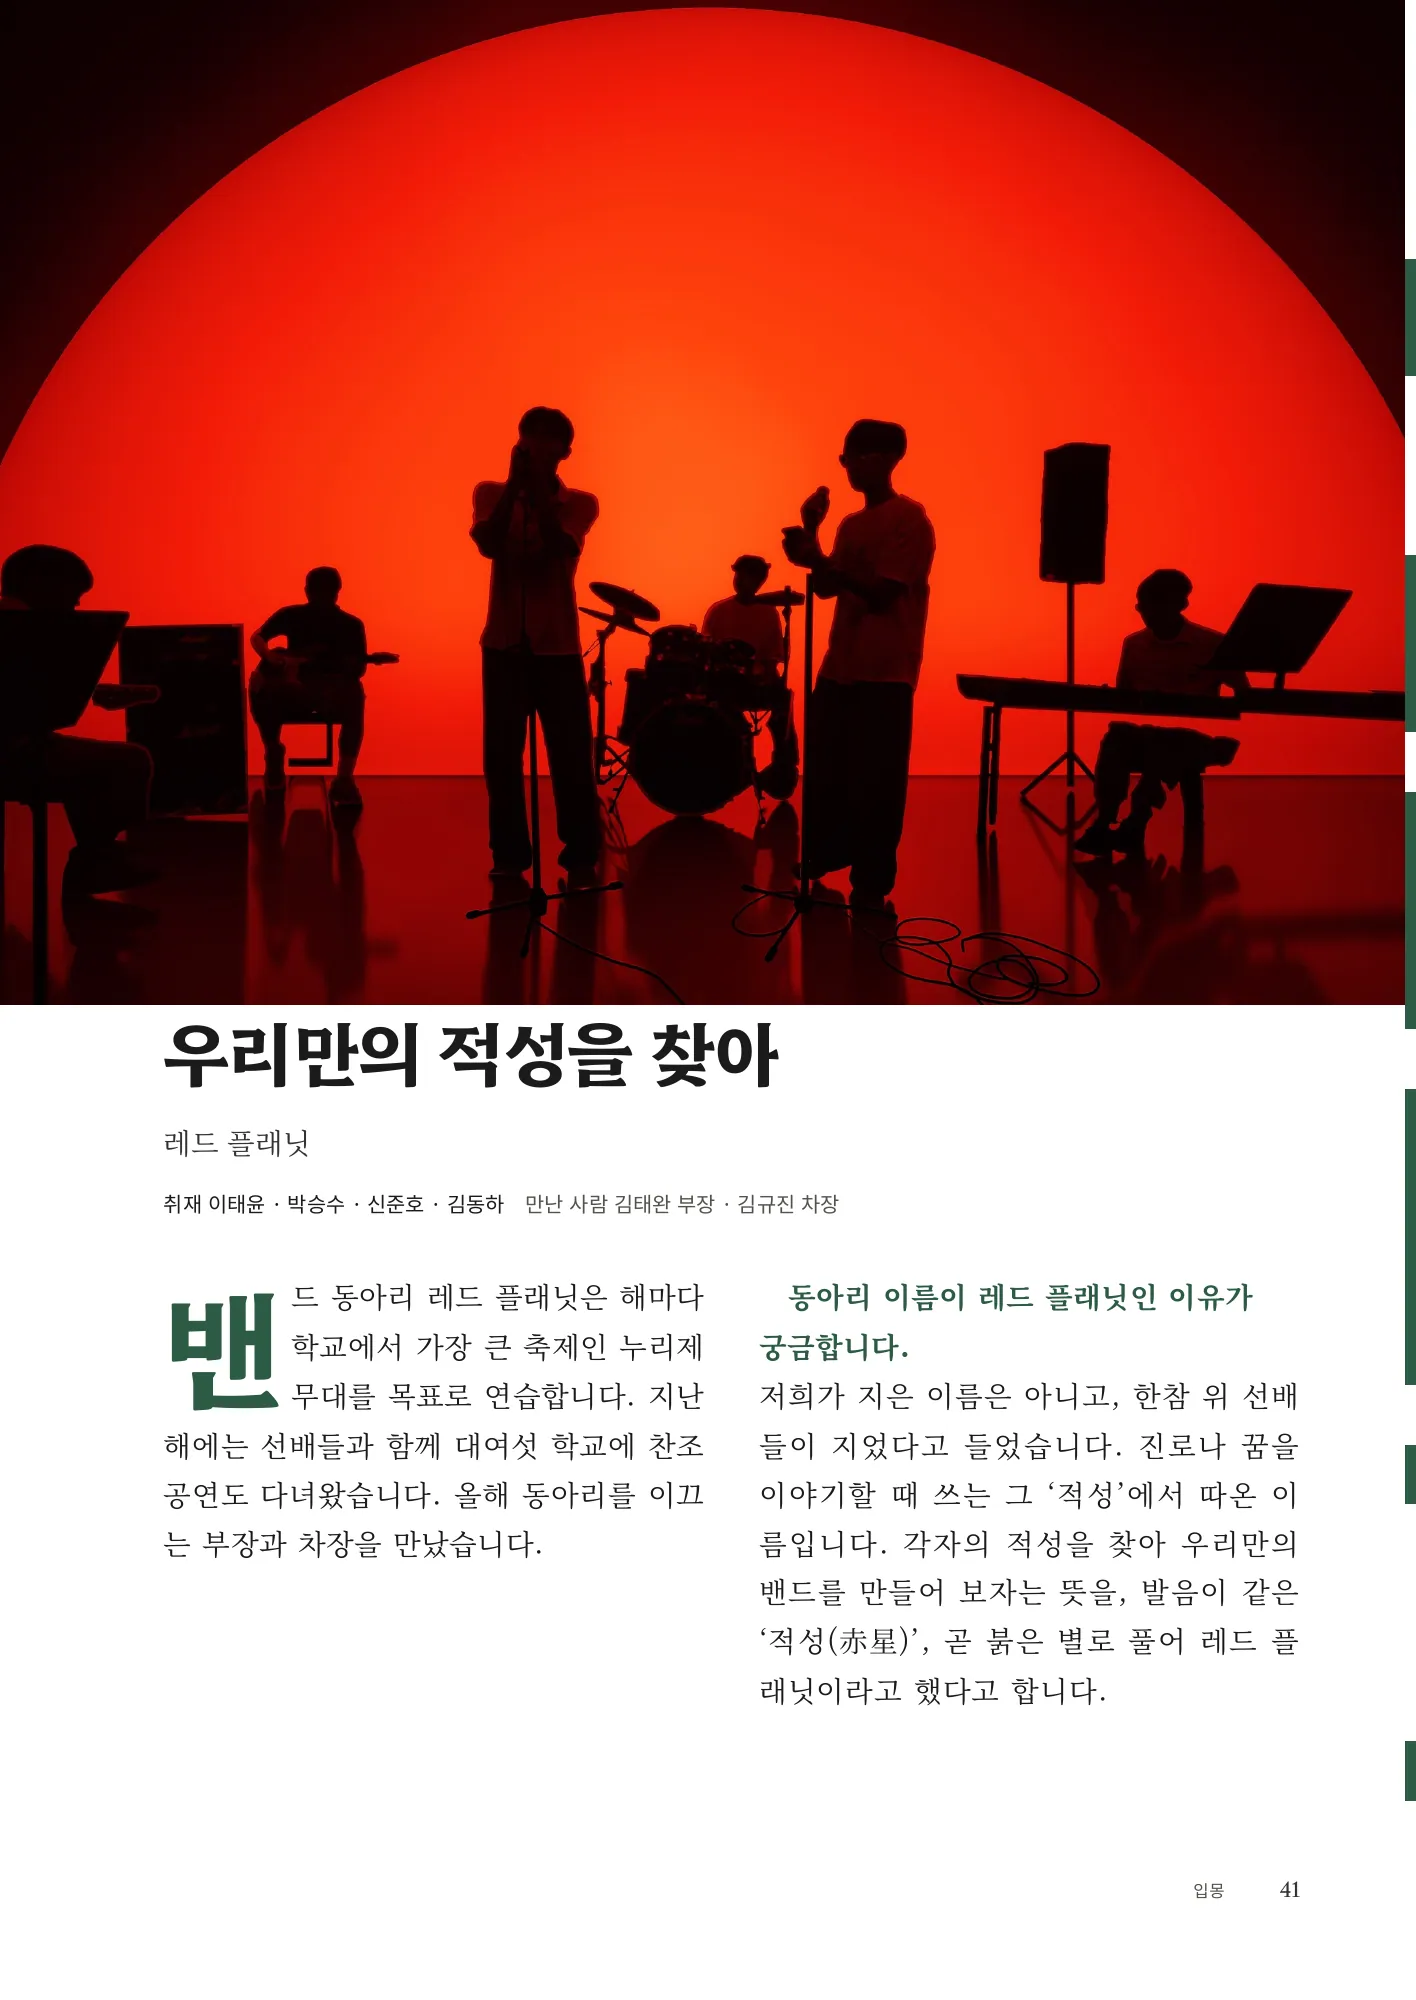 우리만의 적성을 찾아
레드 플래닛
취재 이태윤 · 박승수 · 신준호 · 김동하 만난 사람 김태완 부장 · 김규진 차장
밴드 동아리 레드 플래닛은 해마다
학교에서 가장 큰 축제인 누리제
무대를 목표로 연습합니다. 지난
해에는 선배들과 함께 대여섯 학교에 찬조
공연도 다녀왔습니다. 올해 동아리를 이끄
는 부장과 차장을 만났습니다.
동아리 이름이 레드 플래닛인 이유가
궁금합니다.
저희가 지은 이름은 아니고, 한참 위 선배
들이 지었다고 들었습니다. 진로나 꿈을
이야기할 때 쓰는 그 ‘적성’에서 따온 이
름입니다. 각자의 적성을 찾아 우리만의
밴드를 만들어 보자는 뜻을, 발음이 같은
‘적성(赤星)’, 곧 붉은 별로 풀어 레드 플
래닛이라고 했다고 합니다.
입몽 41